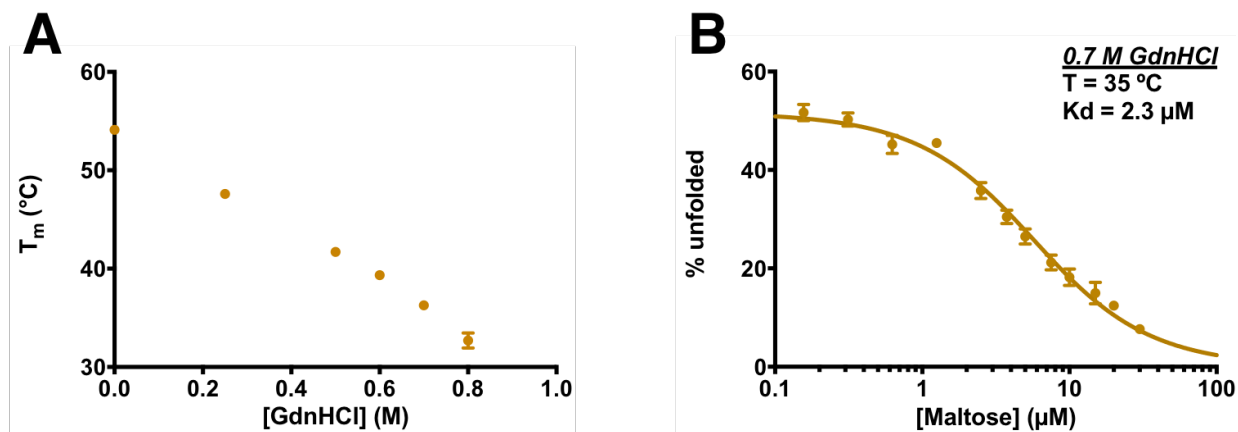 A
60
50
40
30
Tm (°C)
0.0 0.2 0.4 0.6 0.8 1.0
[GdnHCl] (M)
B
0.7 M GdnHCl
T = 35 ºC
Kd = 2.3 µM
60
40
20
0
% unfolded
0.1 1 10 100
[Maltose] (µM)